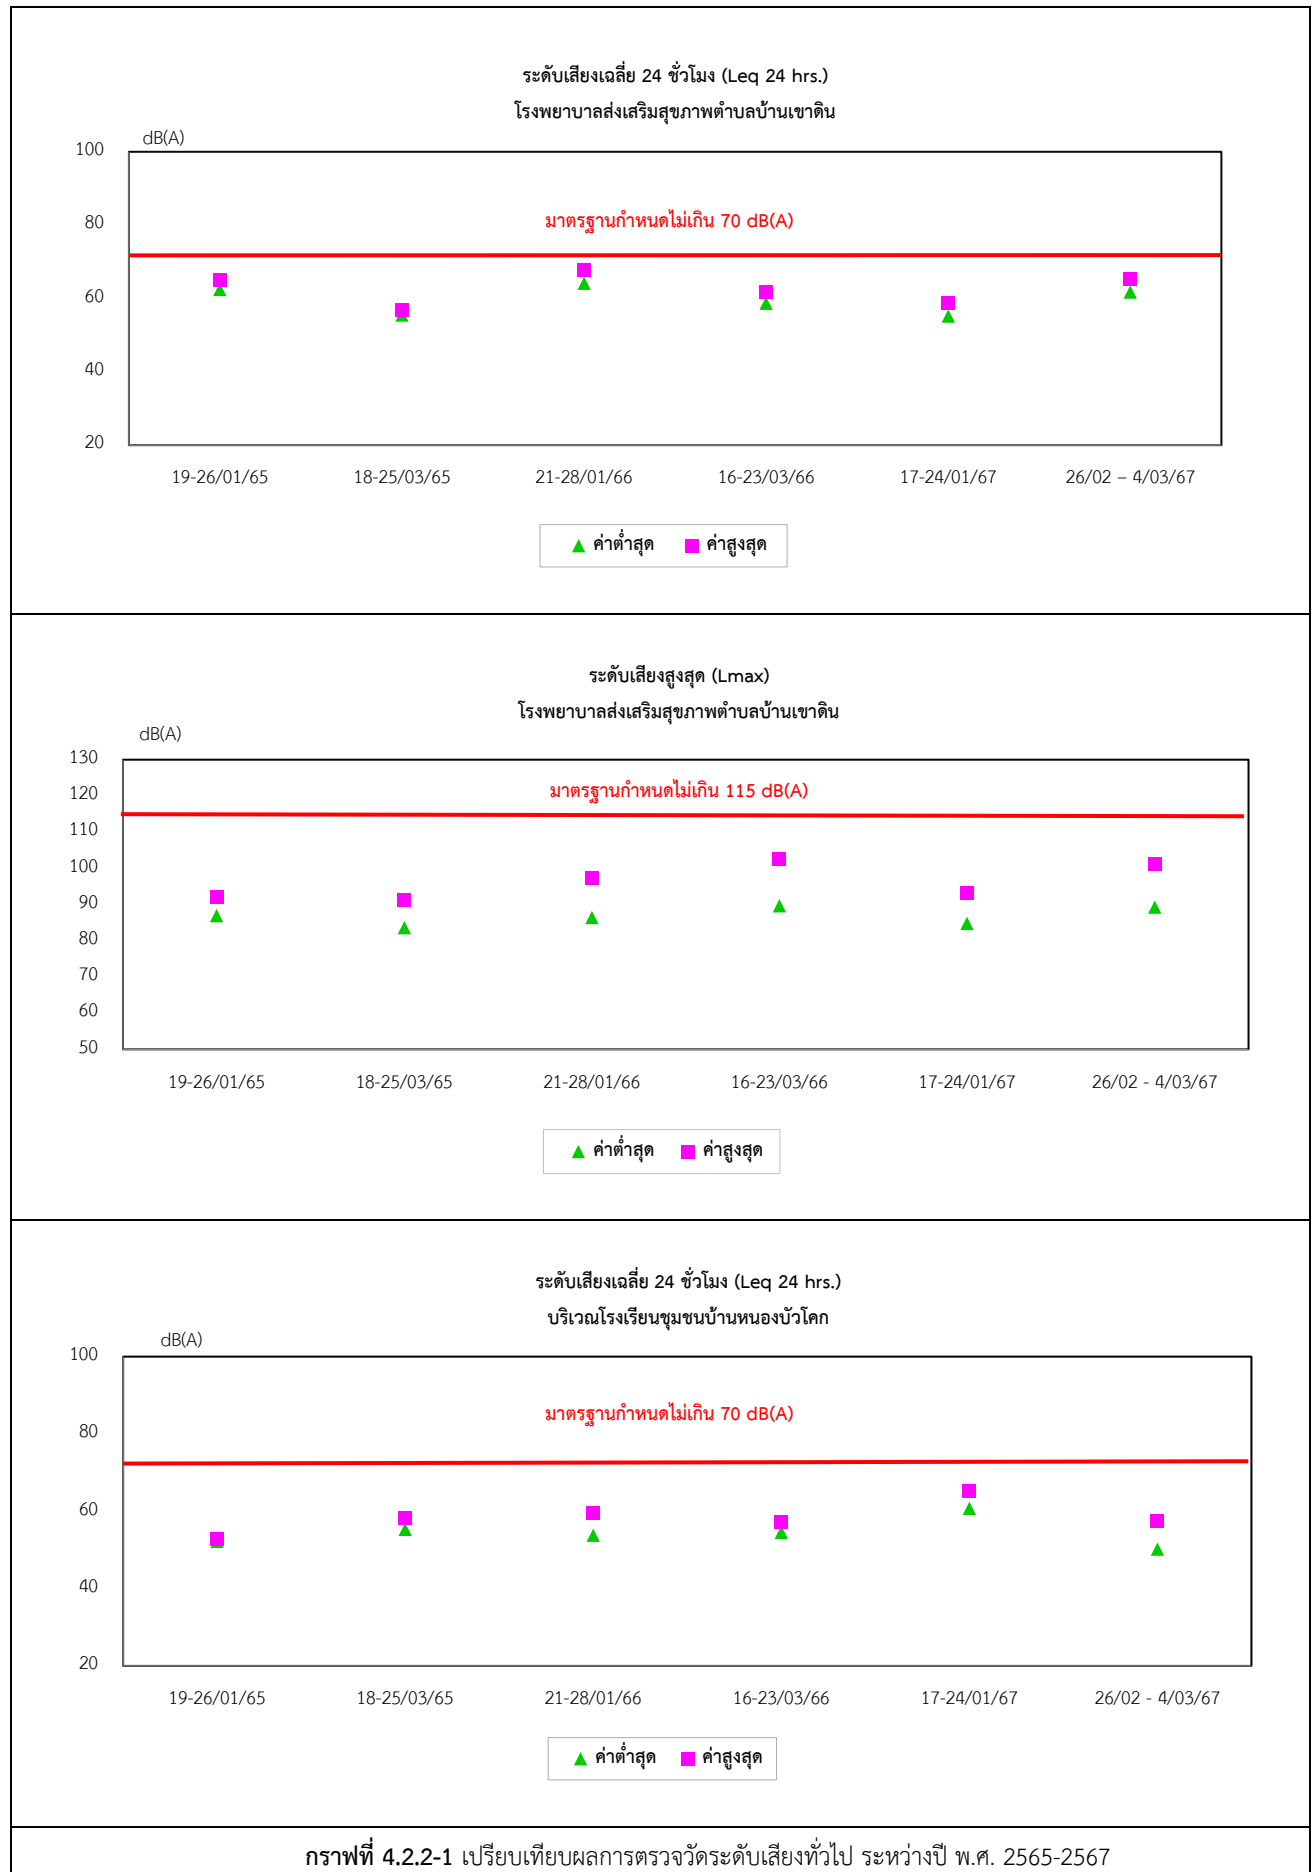 ระดับเสียงเฉลี่ย 24 ชั่วโมง (Leq 24 hrs.)
โรงพยาบาลส่งเสริมสุขภาพตำบลบ้านเขาดิน
dB(A)
100
80
60
40
20
มาตรฐานกำหนดไม่เกิน 70 dB(A)
19-26/01/65 18-25/03/65 21-28/01/66 16-23/03/66 17-24/01/67 26/02 – 4/03/67
ค่าต่ำสุด ค่าสูงสุด
ระดับเสียงสูงสุด (Lmax)
โรงพยาบาลส่งเสริมสุขภาพตำบลบ้านเขาดิน
dB(A)
130
120
110
100
90
80
70
60
50
มาตรฐานกำหนดไม่เกิน 115 dB(A)
19-26/01/65 18-25/03/65 21-28/01/66 16-23/03/66 17-24/01/67 26/02 - 4/03/67
ค่าต่ำสุด ค่าสูงสุด
ระดับเสียงเฉลี่ย 24 ชั่วโมง (Leq 24 hrs.)
บริเวณโรงเรียนชุมชนบ้านหนองบัวโคก
dB(A)
100
80
60
40
20
มาตรฐานกำหนดไม่เกิน 70 dB(A)
19-26/01/65 18-25/03/65 21-28/01/66 16-23/03/66 17-24/01/67 26/02 - 4/03/67
ค่าต่ำสุด ค่าสูงสุด
กราฟที่ 4.2.2-1 เปรียบเทียบผลการตรวจวัดระดับเสียงทั่วไป ระหว่างปี พ.ศ. 2565-2567